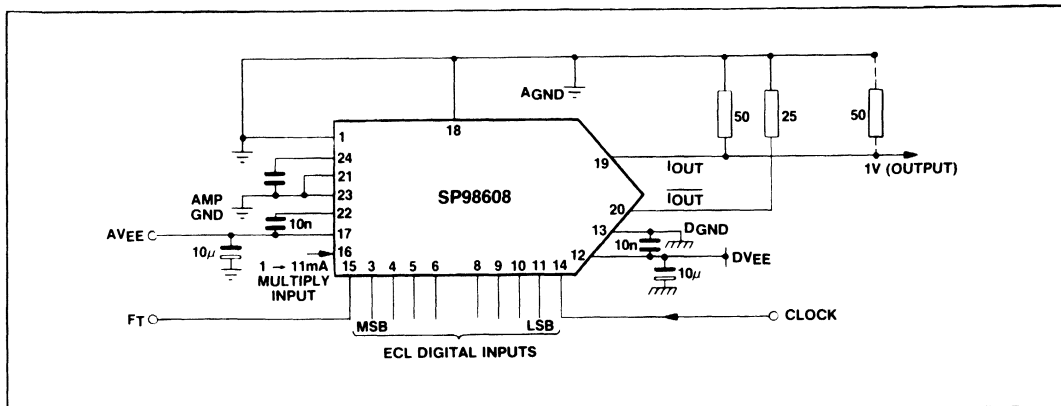 AGND
18
50
25
50
1
19
IOUT
1V (OUTPUT)
24
21
SP98608
IOUT
AMP
GND
23
20
22
10n
13
DGND
AVEE
17
10n
10µ
16
12
DVEE
1 → 11mA
MULTIPLY
INPUT
10µ
15 3 4 5 6 8 9 10 11 14
FT
MSB
LSB
CLOCK
ECL DIGITAL INPUTS